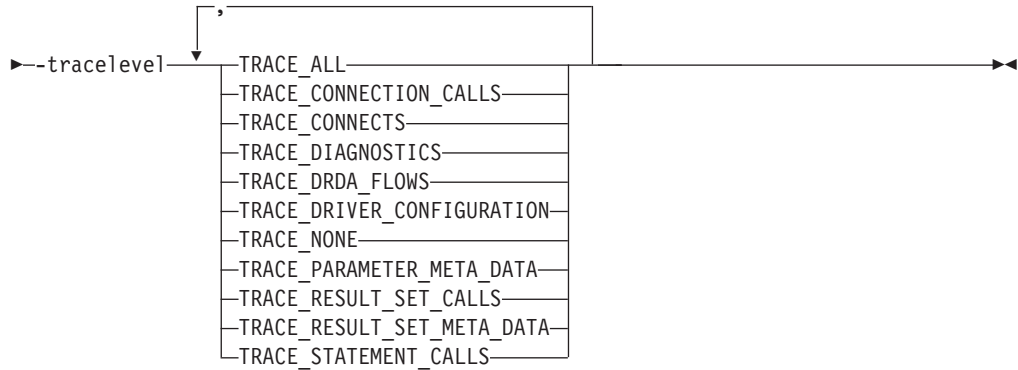 ,
-tracelevel TRACE_ALL
TRACE_CONNECTION_CALLS
TRACE_CONNECTS
TRACE_DIAGNOSTICS
TRACE_DRDA_FLOWS
TRACE_DRIVER_CONFIGURATION
TRACE_NONE
TRACE_PARAMETER_META_DATA
TRACE_RESULT_SET_CALLS
TRACE_RESULT_SET_META_DATA
TRACE_STATEMENT_CALLS